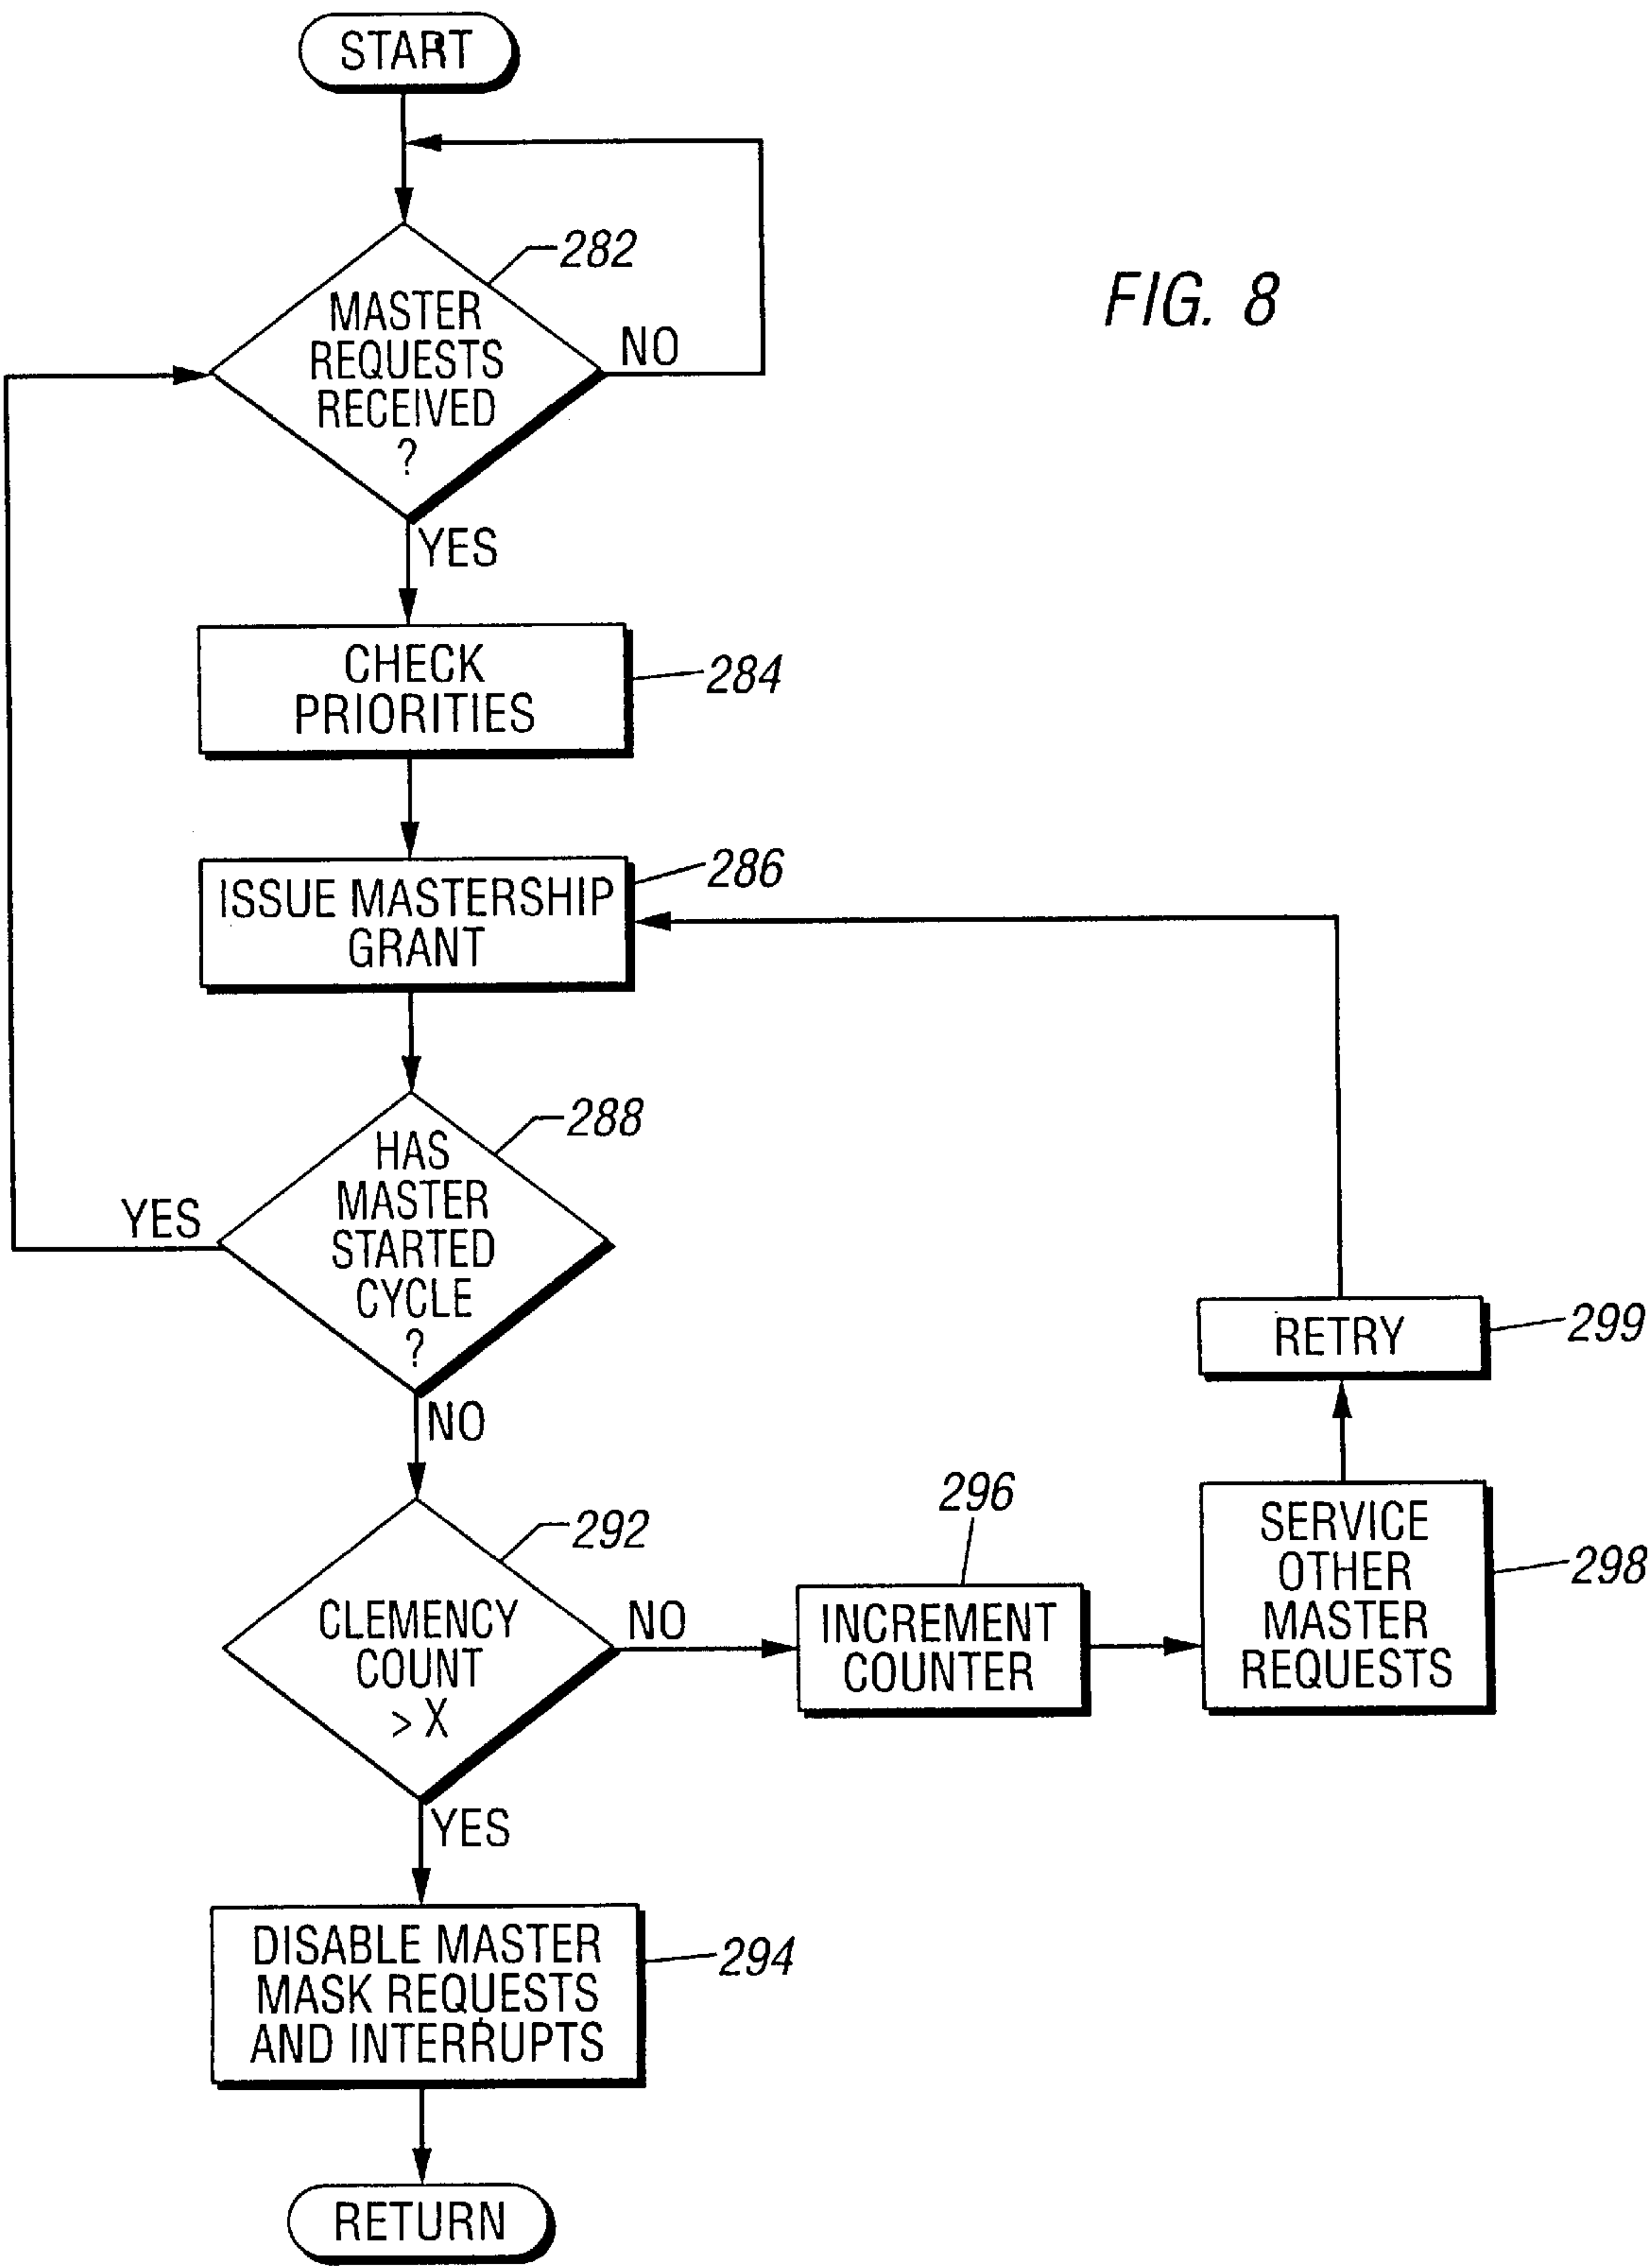 START
282
FIG. 8
MASTER
REQUESTS
RECEIVED
?
NO
YES
CHECK
PRIORITIES
284
ISSUE MASTERSHIP
GRANT
286
288
HAS
MASTER
STARTED
CYCLE
?
YES
NO
RETRY
299
292
CLEMENCY
COUNT
> X
NO
296
INCREMENT
COUNTER
SERVICE
OTHER
MASTER
REQUESTS
298
YES
DISABLE MASTER
MASK REQUESTS
AND INTERRUPTS
294
RETURN